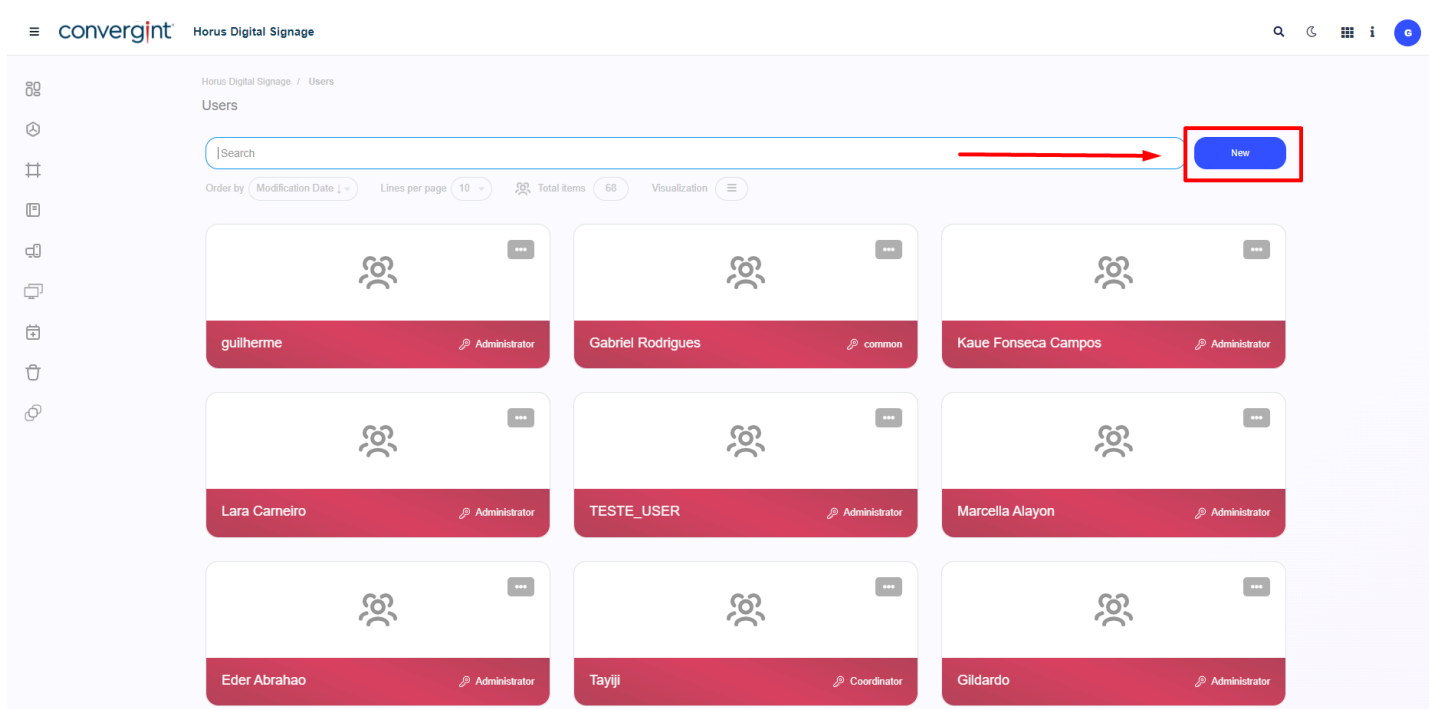 convergint Horus Digital Signage i G
Horus Digital Signage / Users
Users
Search New
Order by Modification Date ↓ Lines per page 10 Total items 68 Visualization
guilherme Administrator Gabriel Rodrigues common Kaue Fonseca Campos Administrator
Lara Carneiro Administrator TESTE_USER Administrator Marcella Alayon Administrator
Eder Abrahao Administrator Tayiji Coordinator Gildardo Administrator